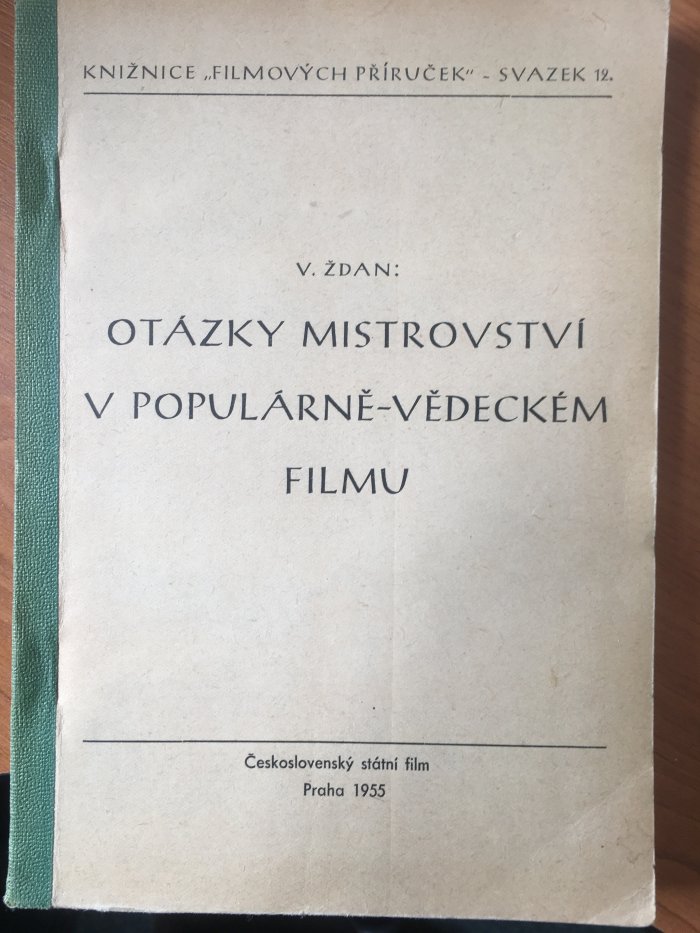 KNIŽNICE „FILMOVÝCH PŘÍRUČEK" - SVAZEK 12.
V. ŽDAN:
OTÁZKY MISTROVSTVÍ
V POPULÁRNĚ-VĚDECKÉM
FILMU
Československý státní film
Praha 1955